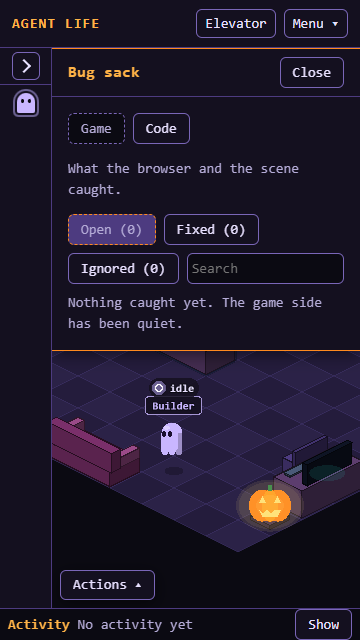 AGENT LIFE
Elevator
Menu ▾
Bug sack
Close
Game
Code
What the browser and the scene
caught.
Open (0)
Fixed (0)
Ignored (0)
Search
Nothing caught yet. The game side
has been quiet.
idle
Builder
Actions ▴
Activity No activity yet
Show